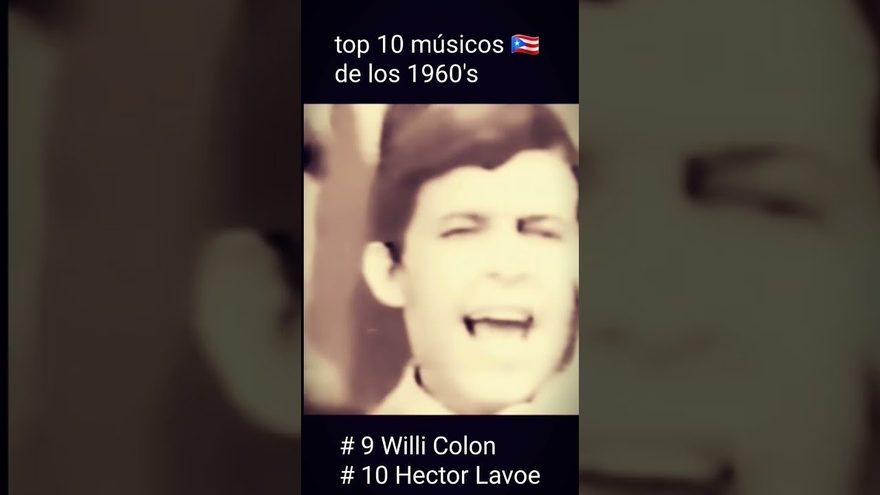 top 10 músicos 🇵🇷
de los 1960's
# 9 Willi Colon
# 10 Hector Lavoe